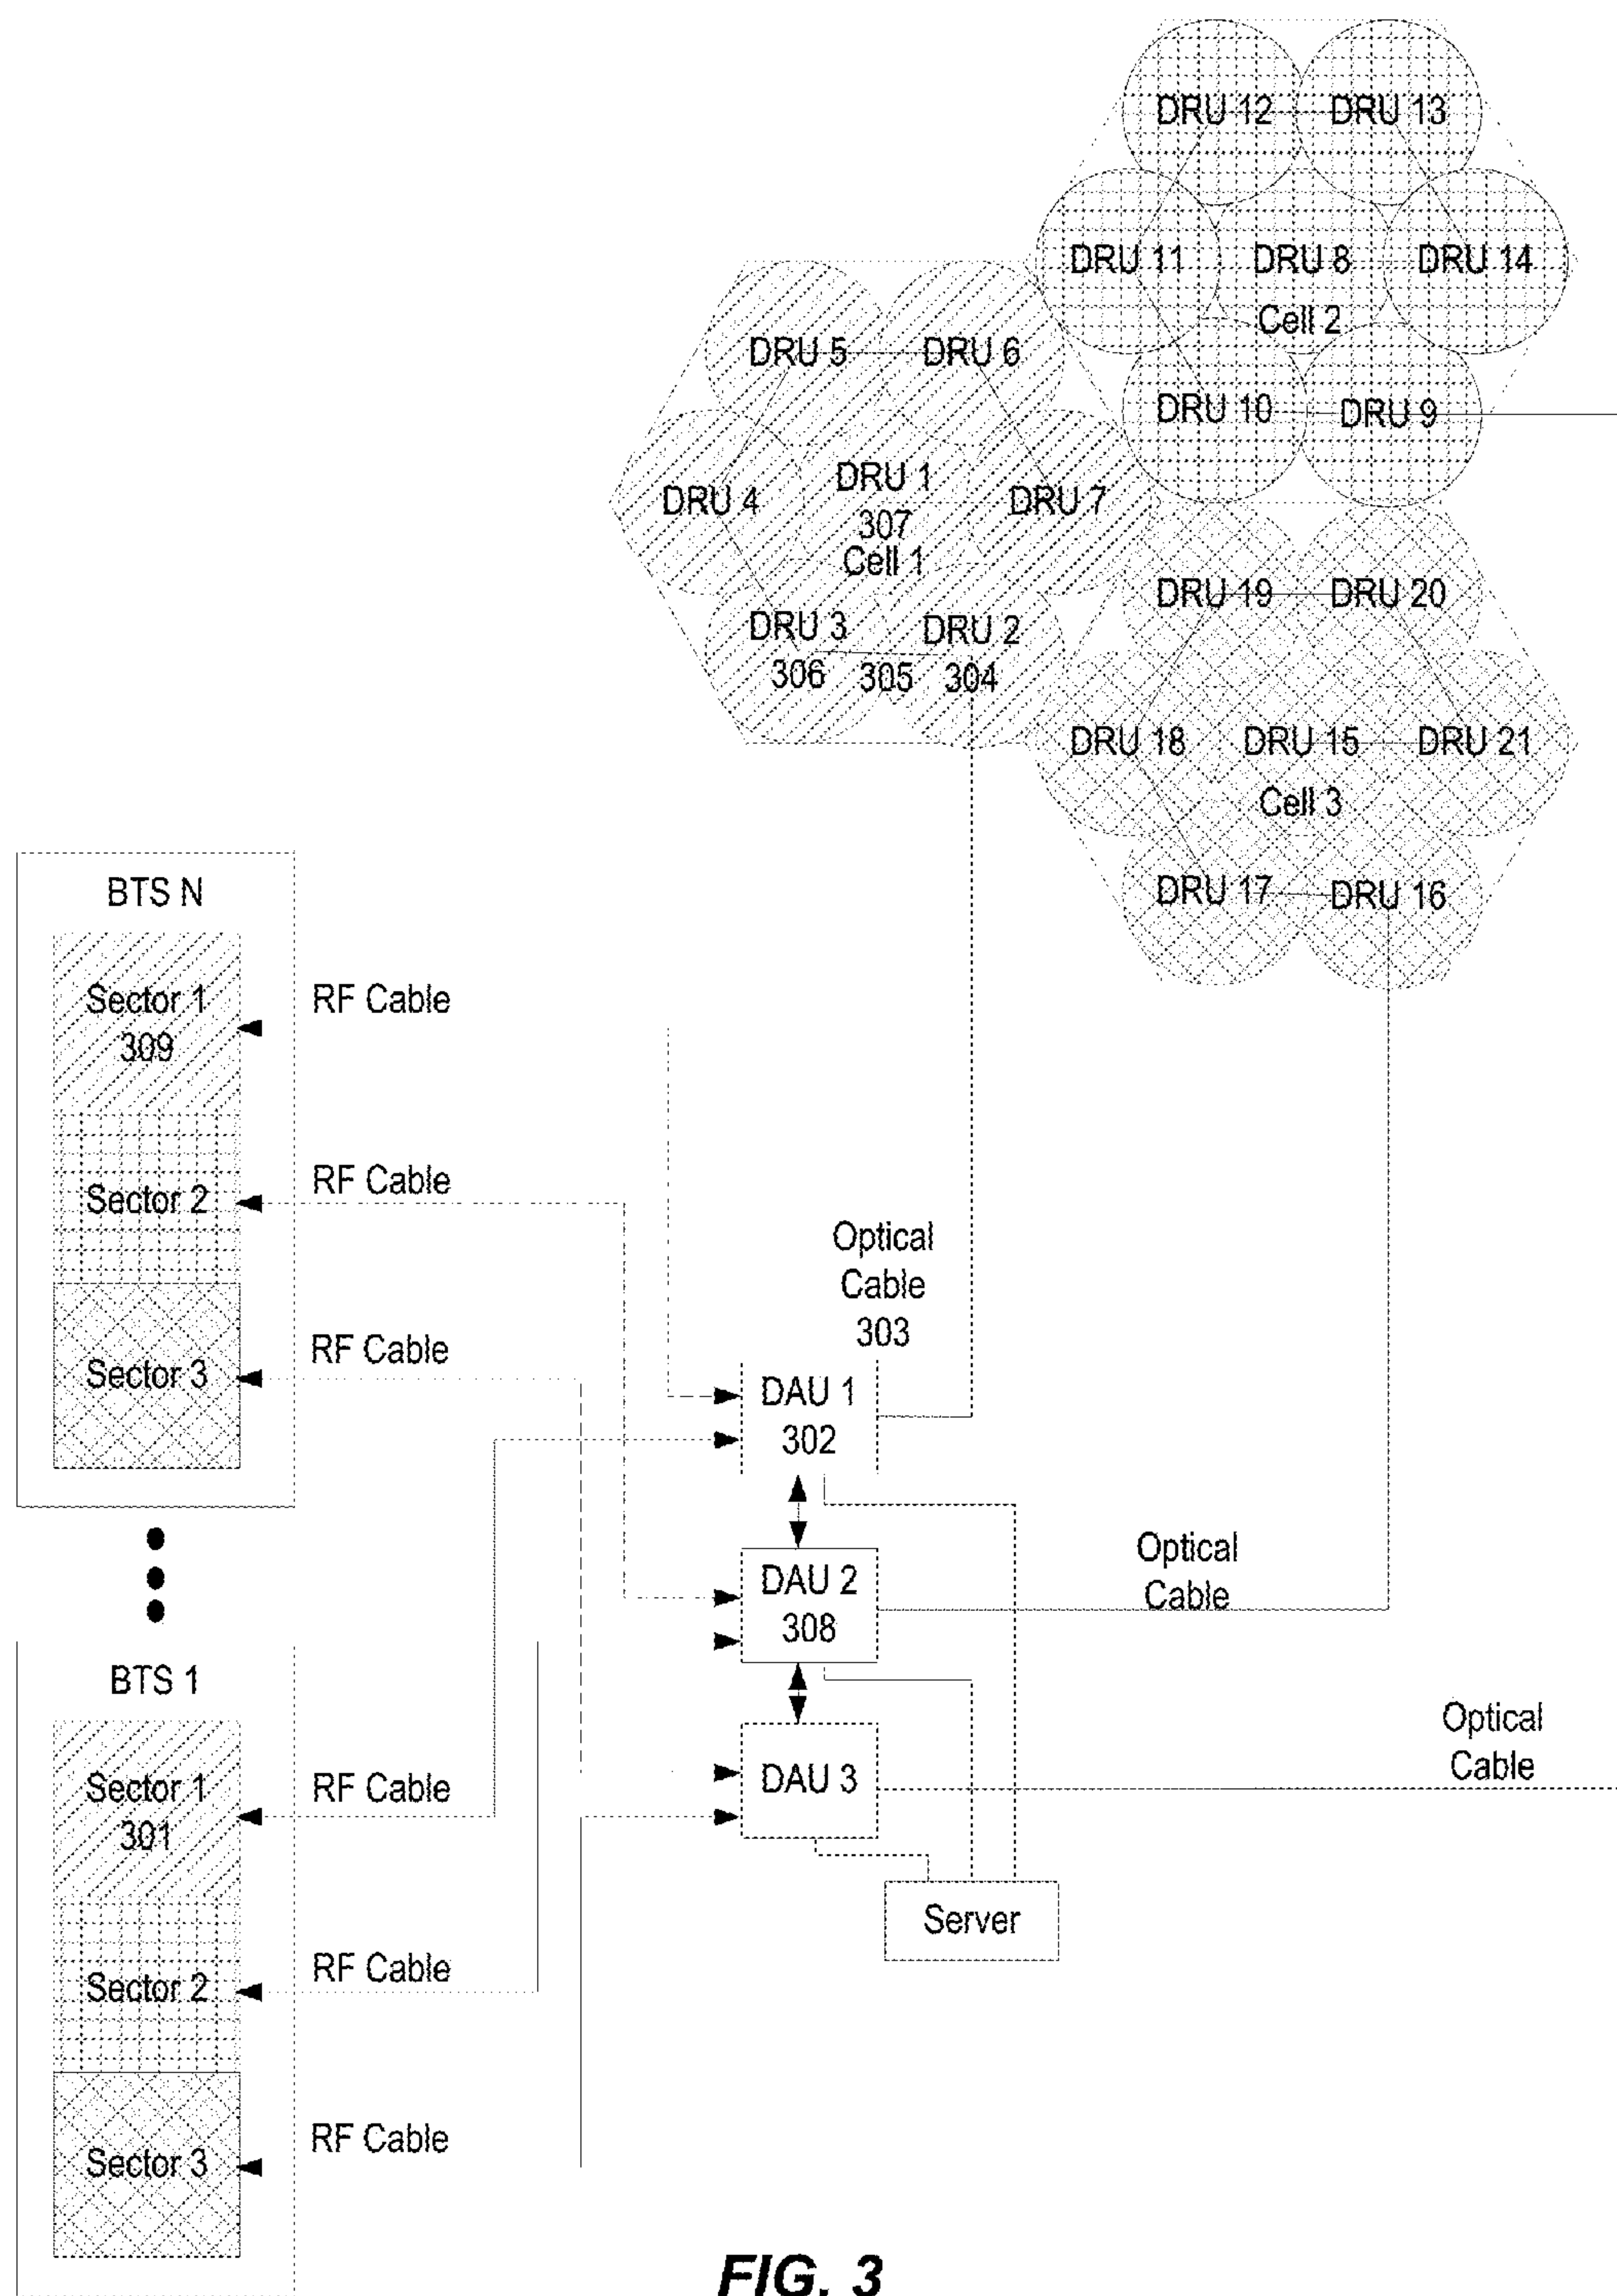 DRU 12
DRU 13
DRU 11
DRU 8
DRU 14
Cell 2
DRU 10
DRU 9
DRU 5
DRU 6
DRU 4
DRU 1
307
DRU 7
Cell 1
DRU 3
306
305
DRU 2
304
DRU 19
DRU 20
DRU 18
DRU 15
DRU 21
Cell 3
DRU 17
DRU 16
BTS N
Sector 1
309
RF Cable
Sector 2
RF Cable
Sector 3
RF Cable
Optical
Cable
303
DAU 1
302
DAU 2
308
Optical
Cable
DAU 3
Optical
Cable
Server
BTS 1
Sector 1
301
RF Cable
Sector 2
RF Cable
Sector 3
RF Cable
FIG. 3